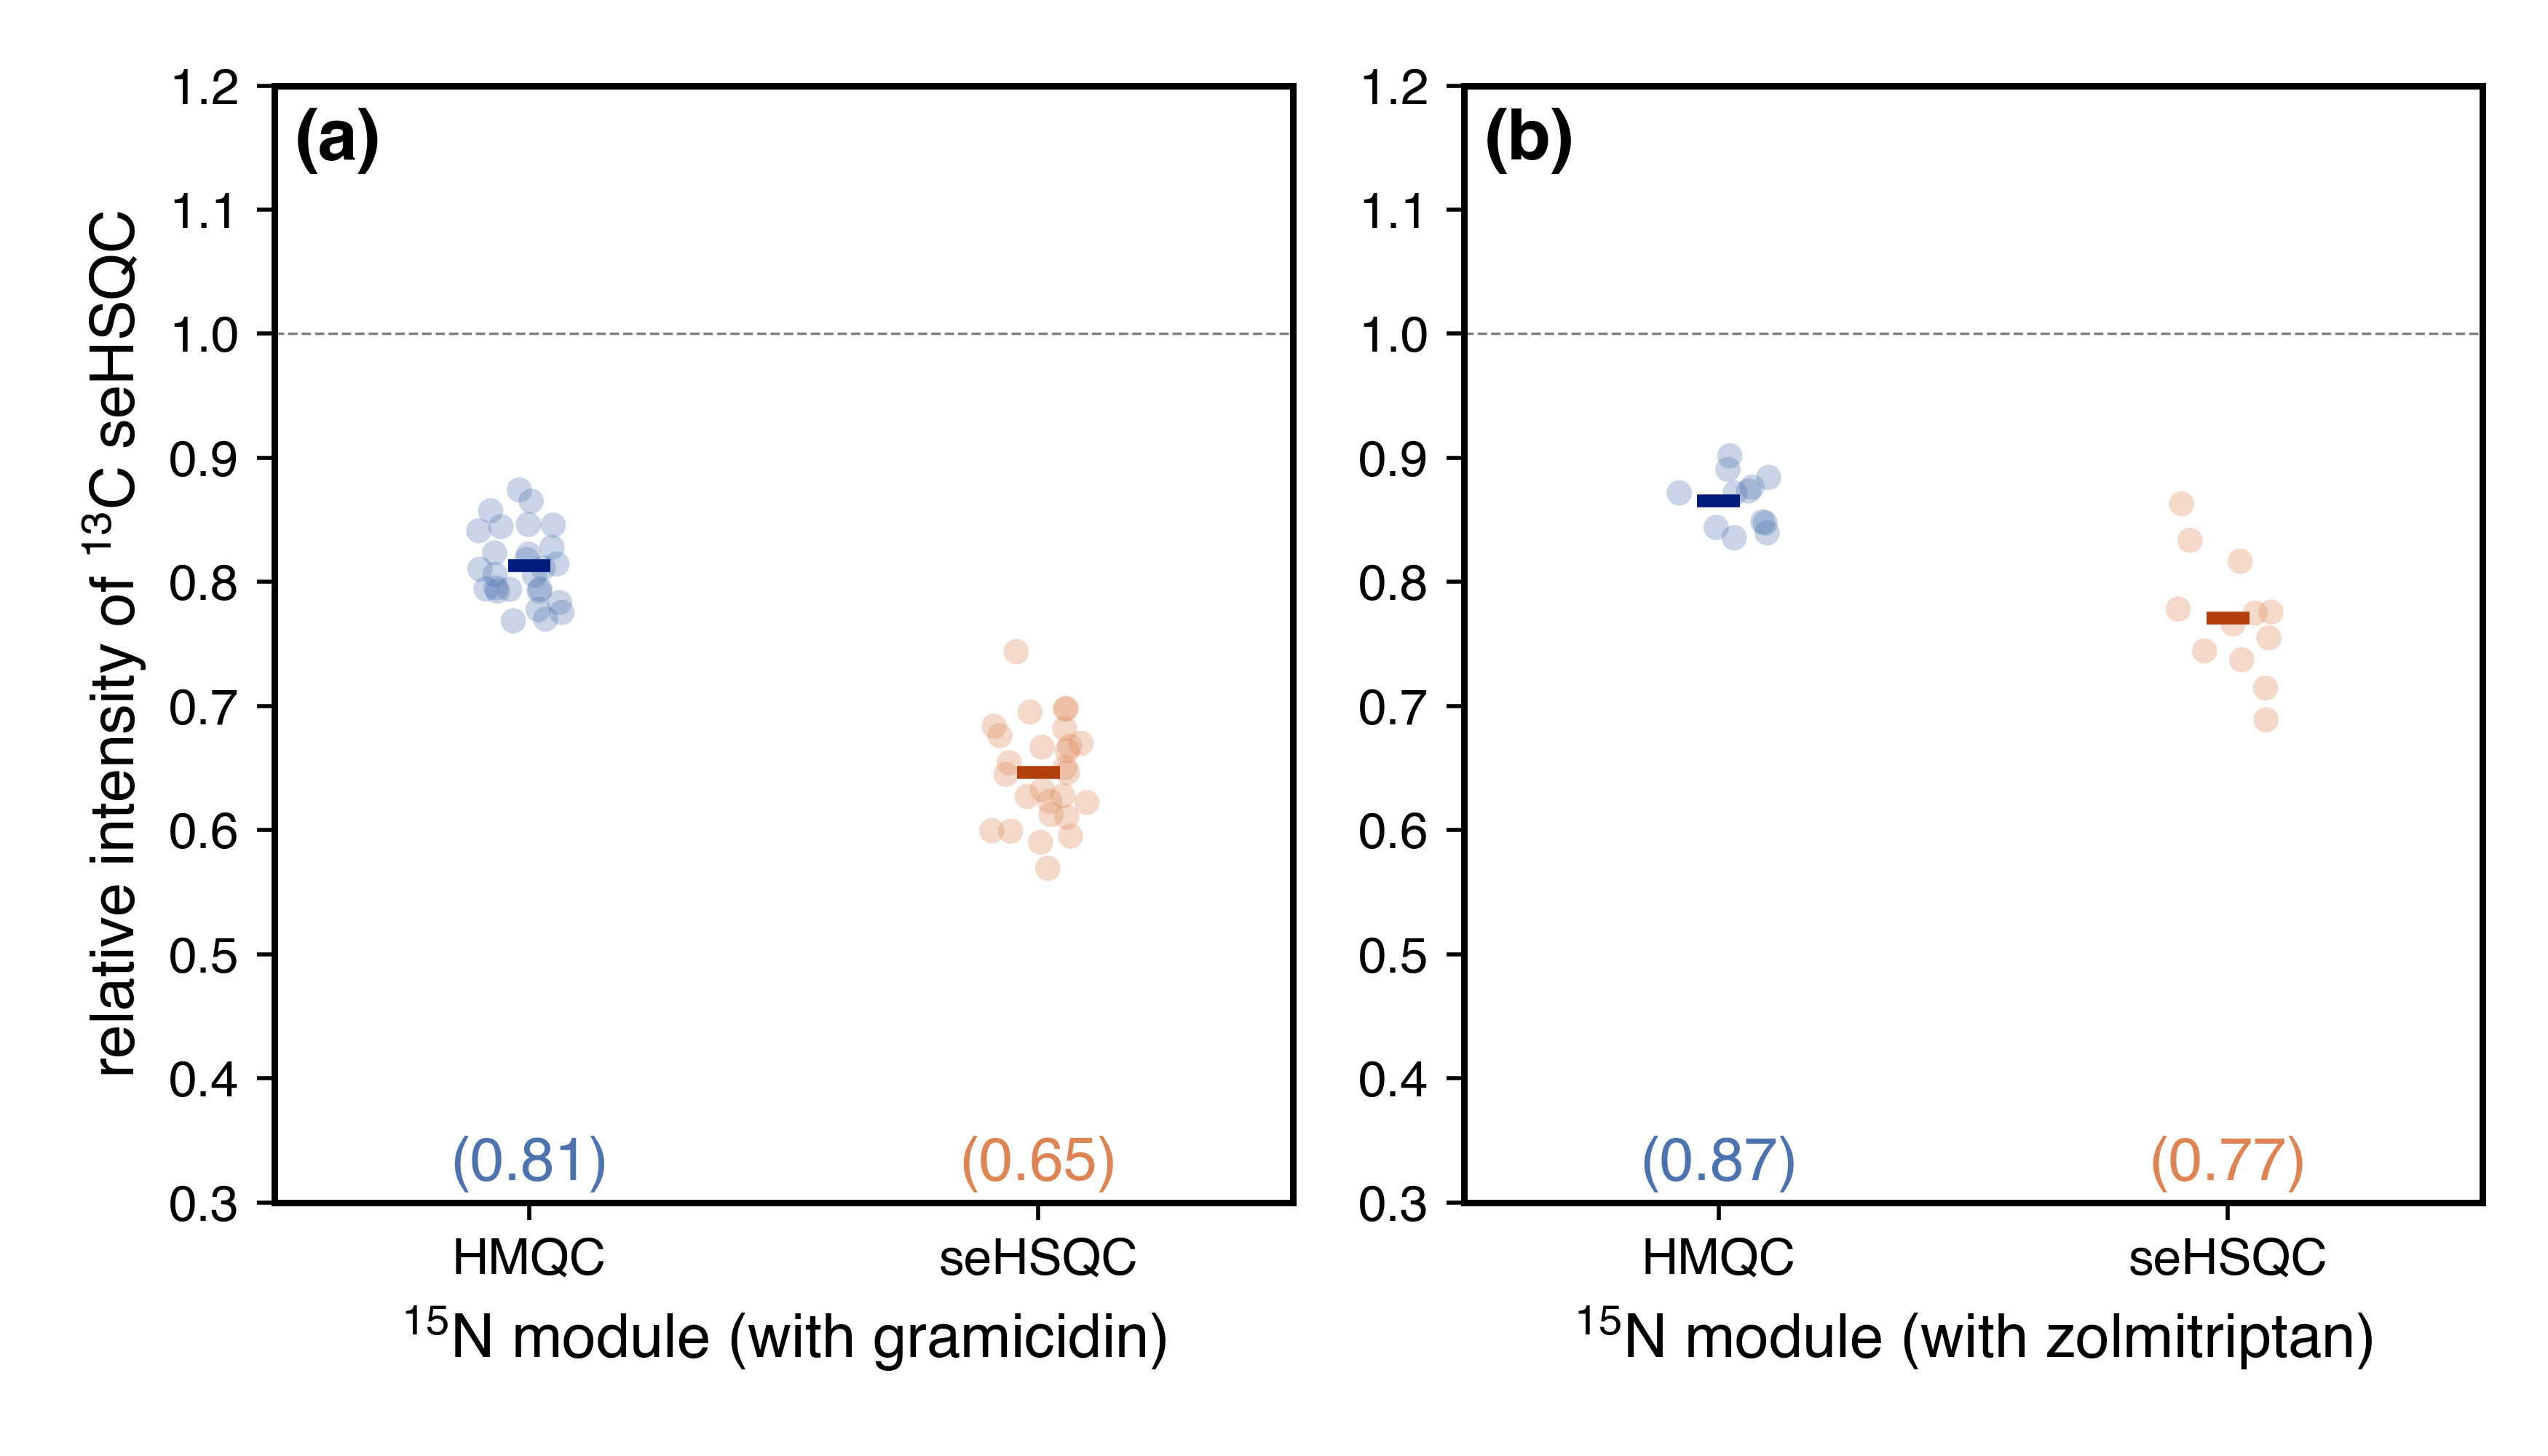 (a)
relative intensity of ¹³C seHSQC
1.2
1.1
1.0
0.9
0.8
0.7
0.6
0.5
0.4
0.3
(0.81)
(0.65)
HMQC
seHSQC
¹⁵N module (with gramicidin)
(b)
1.2
1.1
1.0
0.9
0.8
0.7
0.6
0.5
0.4
0.3
(0.87)
(0.77)
HMQC
seHSQC
¹⁵N module (with zolmitriptan)